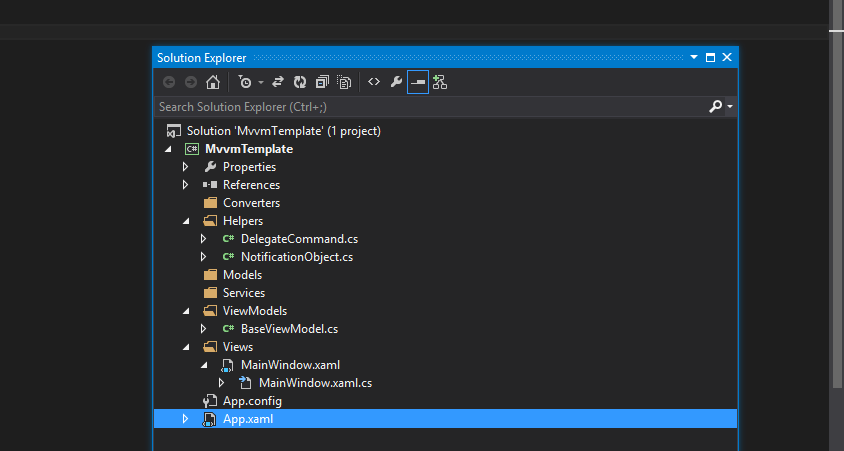 Solution Explorer
Search Solution Explorer (Ctrl+;)
Solution 'MvvmTemplate' (1 project)
C# MvvmTemplate
Properties
References
Converters
Helpers
C# DelegateCommand.cs
C# NotificationObject.cs
Models
Services
ViewModels
C# BaseViewModel.cs
Views
MainWindow.xaml
MainWindow.xaml.cs
App.config
App.xaml